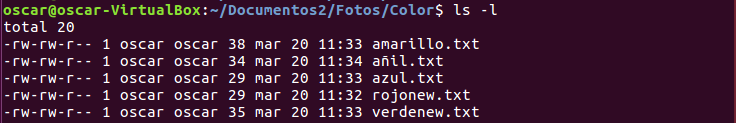 oscar@oscar-VirtualBox:~/Documentos2/Fotos/Color$ ls -l
total 20
-rw-rw-r-- 1 oscar oscar 38 mar 20 11:33 amarillo.txt
-rw-rw-r-- 1 oscar oscar 34 mar 20 11:34 añil.txt
-rw-rw-r-- 1 oscar oscar 29 mar 20 11:33 azul.txt
-rw-rw-r-- 1 oscar oscar 29 mar 20 11:32 rojonew.txt
-rw-rw-r-- 1 oscar oscar 35 mar 20 11:33 verdenew.txt